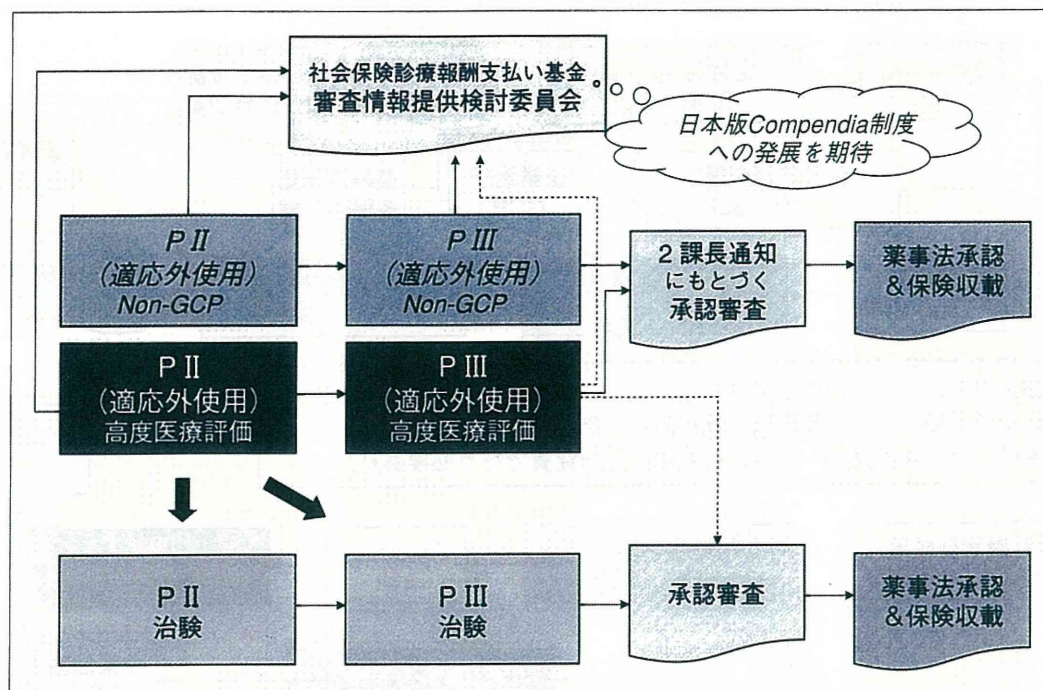 社会保険診療報酬支払い基金
審査情報提供検討委員会
日本版Compendia制度
への発展を期待
P II
(適応外使用)
Non-GCP
P III
(適応外使用)
Non-GCP
2課長通知
にもとづく
承認審査
薬事法承認
&保険収載
P II
(適応外使用)
高度医療評価
P III
(適応外使用)
高度医療評価
P II
治験
P III
治験
承認審査
薬事法承認
&保険収載